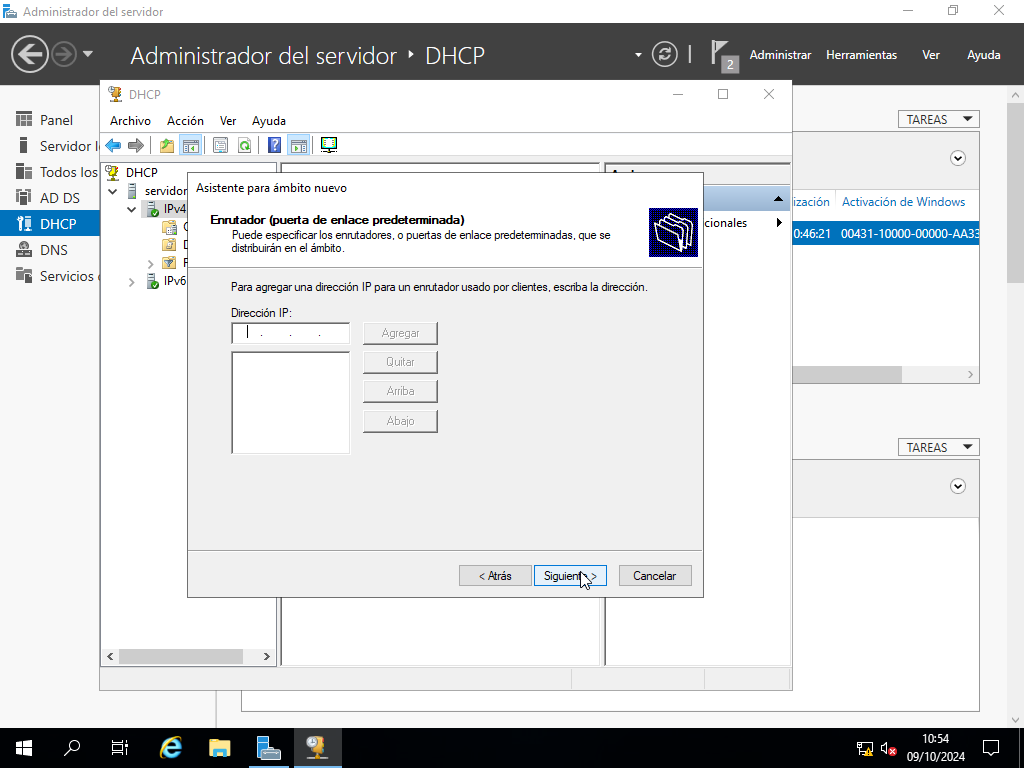 Administrador del servidor
Administrador del servidor • DHCP
2
Administrar
Herramientas
Ver
Ayuda
Panel
Servidor l
Todos los
AD DS
DHCP
DNS
Servicios
TAREAS
ización
Activación de Windows
0:46:21
00431-10000-00000-AA33
TAREAS
DHCP
Archivo
Acción
Ver
Ayuda
DHCP
servidor
IPv4
IPv6
cionales
Asistente para ámbito nuevo
Enrutador (puerta de enlace predeterminada)
Puede especificar los enrutadores, o puertas de enlace predeterminadas, que se
distribuirán en el ámbito.
Para agregar una dirección IP para un enrutador usado por clientes, escriba la dirección.
Dirección IP:
. . .
Agregar
Quitar
Arriba
Abajo
< Atrás
Siguiente >
Cancelar
10:54
09/10/2024